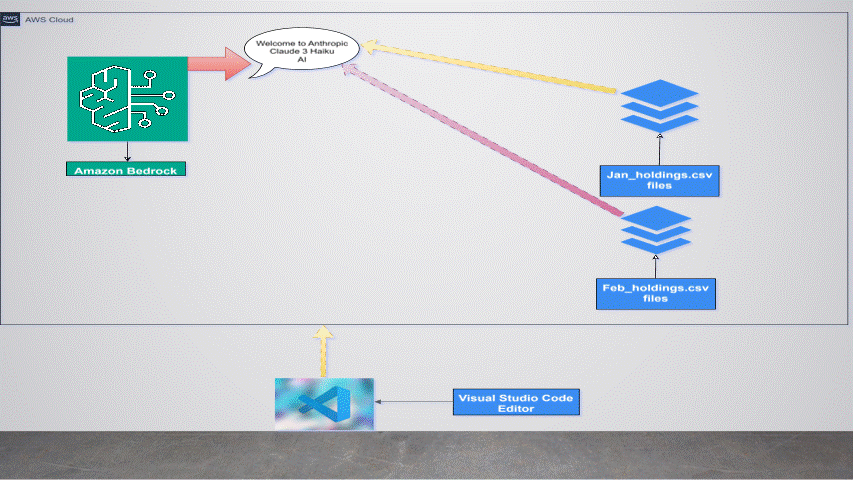 aws
AWS Cloud
Welcome to Anthropic
Claude 3 Haiku
AI
Amazon Bedrock
Jan_holdings.csv
files
Feb_holdings.csv
files
Visual Studio Code
Editor